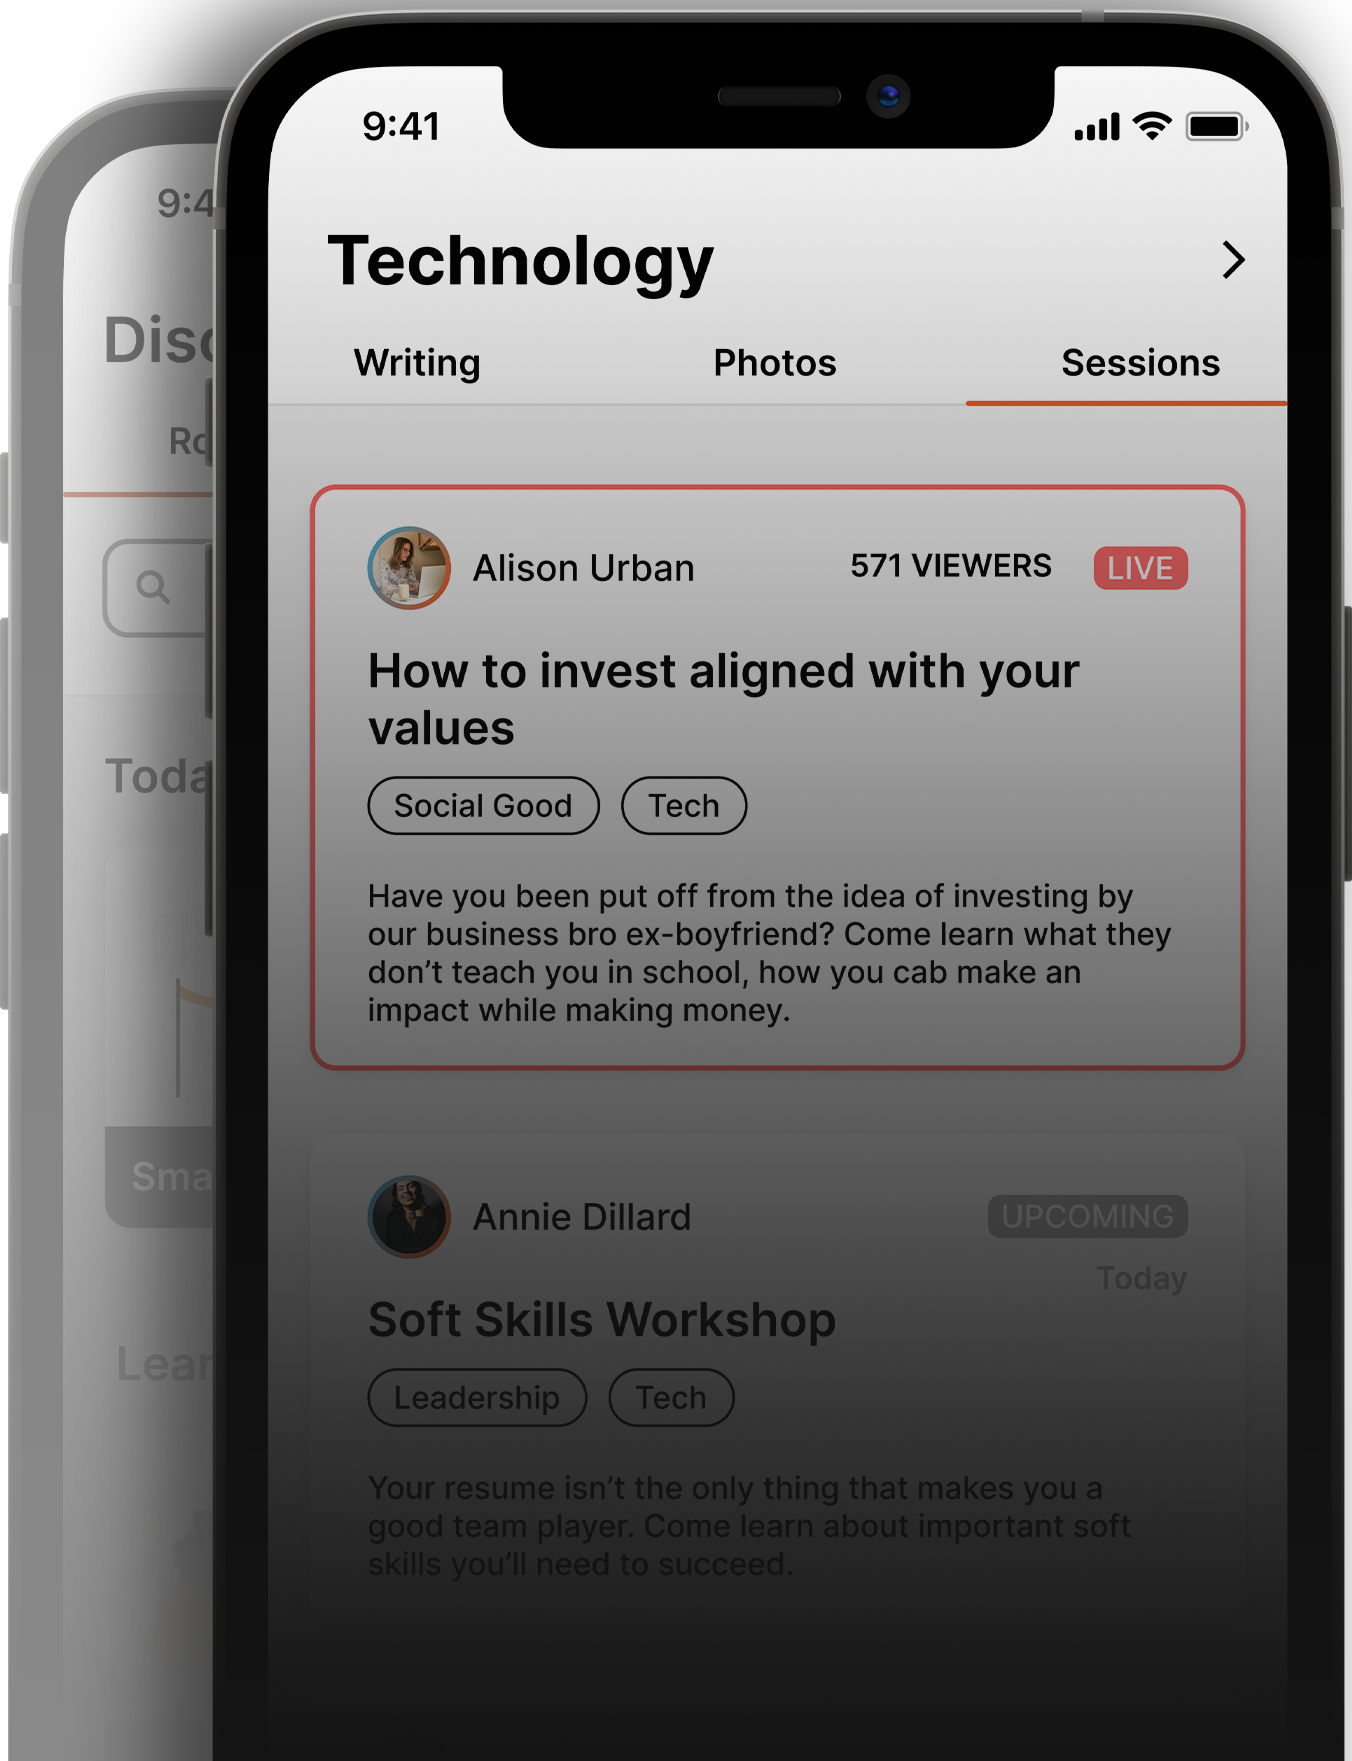 9:41
Technology
Writing Photos Sessions
Alison Urban 571 VIEWERS LIVE
How to invest aligned with your
values
Social Good Tech
Have you been put off from the idea of investing by
our business bro ex-boyfriend? Come learn what they
don’t teach you in school, how you cab make an
impact while making money.
Annie Dillard UPCOMING
Today
Soft Skills Workshop
Leadership Tech
Your resume isn’t the only thing that makes you a
good team player. Come learn about important soft
skills you’ll need to succeed.
9:4
Disc
Ro
Toda
Sma
Lear